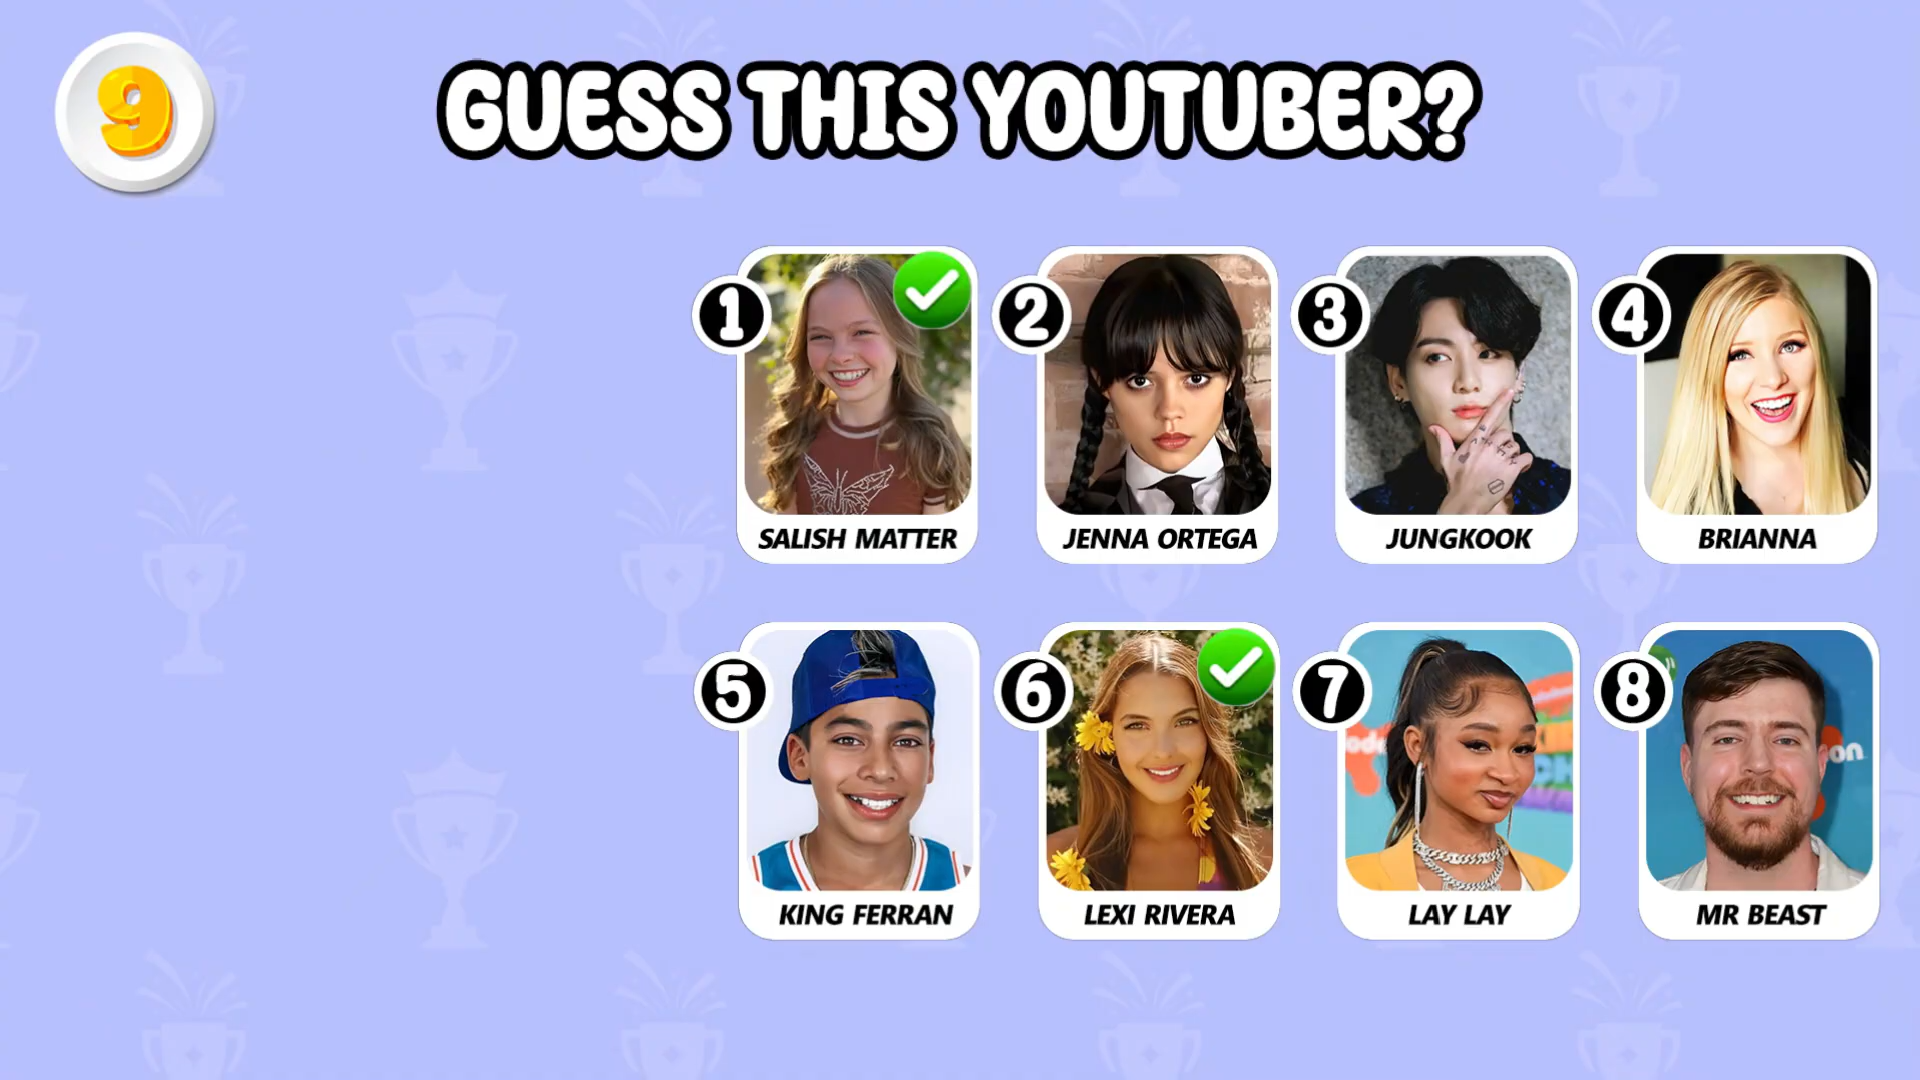 9
GUESS THIS YOUTUBER?
1 2 3 4
SALISH MATTER JENNA ORTEGA JUNGKOOK BRIANNA
5 6 7 8
on
KING FERRAN LEXI RIVERA LAY LAY MR BEAST